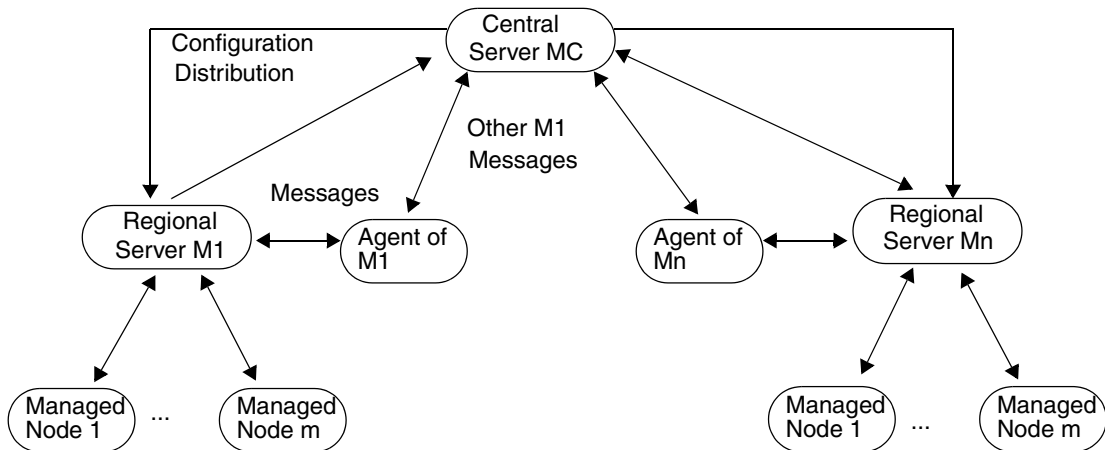 Central
Server MC
Configuration
Distribution
Other M1
Messages
Messages
Regional
Server M1
Agent of
M1
Agent of
Mn
Regional
Server Mn
Managed
Node 1
...
Managed
Node m
Managed
Node 1
...
Managed
Node m